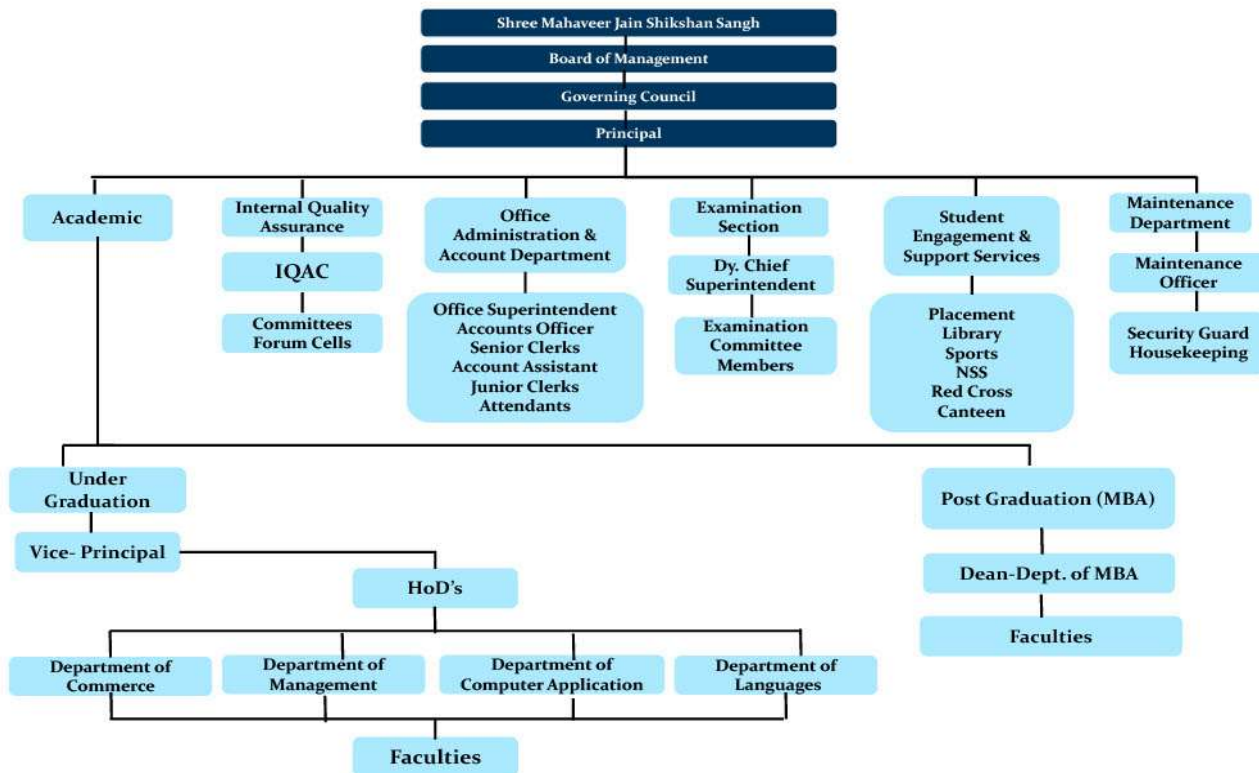 Shree Mahaveer Jain Shikshan Sangh
Board of Management
Governing Council
Principal
Academic
Internal Quality
Assurance
IQAC
Committees
Forum Cells
Office
Administration &
Account Department
Office Superintendent
Accounts Officer
Senior Clerks
Account Assistant
Junior Clerks
Attendants
Examination
Section
Dy. Chief
Superintendent
Examination
Committee
Members
Student
Engagement &
Support Services
Placement
Library
Sports
NSS
Red Cross
Canteen
Maintenance
Department
Maintenance
Officer
Security Guard
Housekeeping
Under
Graduation
Vice- Principal
HoD's
Department of
Commerce
Department of
Management
Department of
Computer Application
Department of
Languages
Faculties
Post Graduation (MBA)
Dean-Dept. of MBA
Faculties